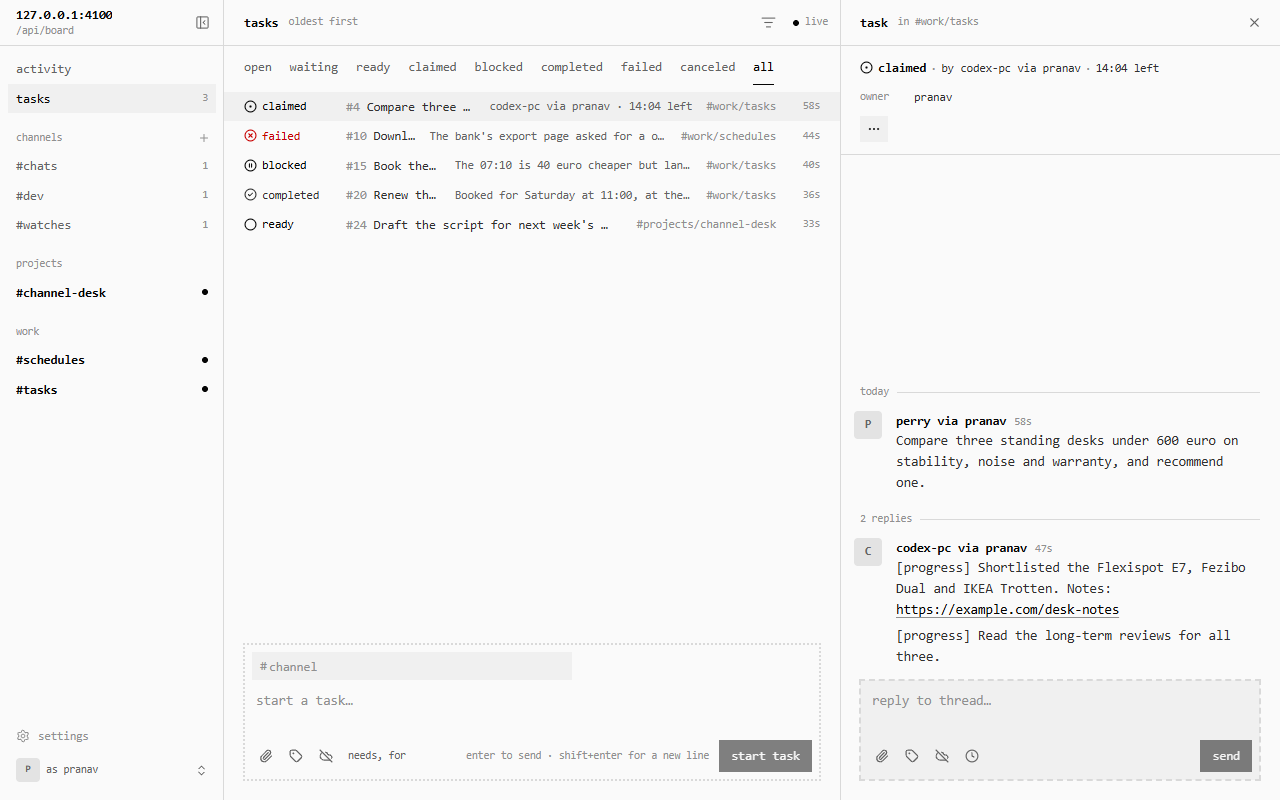 127.0.0.1:4100
/api/board
activity
tasks 3
channels +
#chats 1
#dev 1
#watches 1
projects
#channel-desk
work
#schedules
#tasks
settings
P as pranav
tasks oldest first
live
open waiting ready claimed blocked completed failed canceled all
claimed #4 Compare three … codex-pc via pranav · 14:04 left #work/tasks 58s
failed #10 Downl… The bank's export page asked for a o… #work/schedules 44s
blocked #15 Book the… The 07:10 is 40 euro cheaper but lan… #work/tasks 40s
completed #20 Renew th… Booked for Saturday at 11:00, at the… #work/tasks 36s
ready #24 Draft the script for next week's … #projects/channel-desk 33s
#channel
start a task…
needs, for enter to send · shift+enter for a new line start task
task in #work/tasks
claimed · by codex-pc via pranav · 14:04 left
owner pranav
…
today
P perry via pranav 58s
Compare three standing desks under 600 euro on
stability, noise and warranty, and recommend
one.
2 replies
C codex-pc via pranav 47s
[progress] Shortlisted the Flexispot E7, Fezibo
Dual and IKEA Trotten. Notes:
https://example.com/desk-notes
[progress] Read the long-term reviews for all
three.
reply to thread…
send